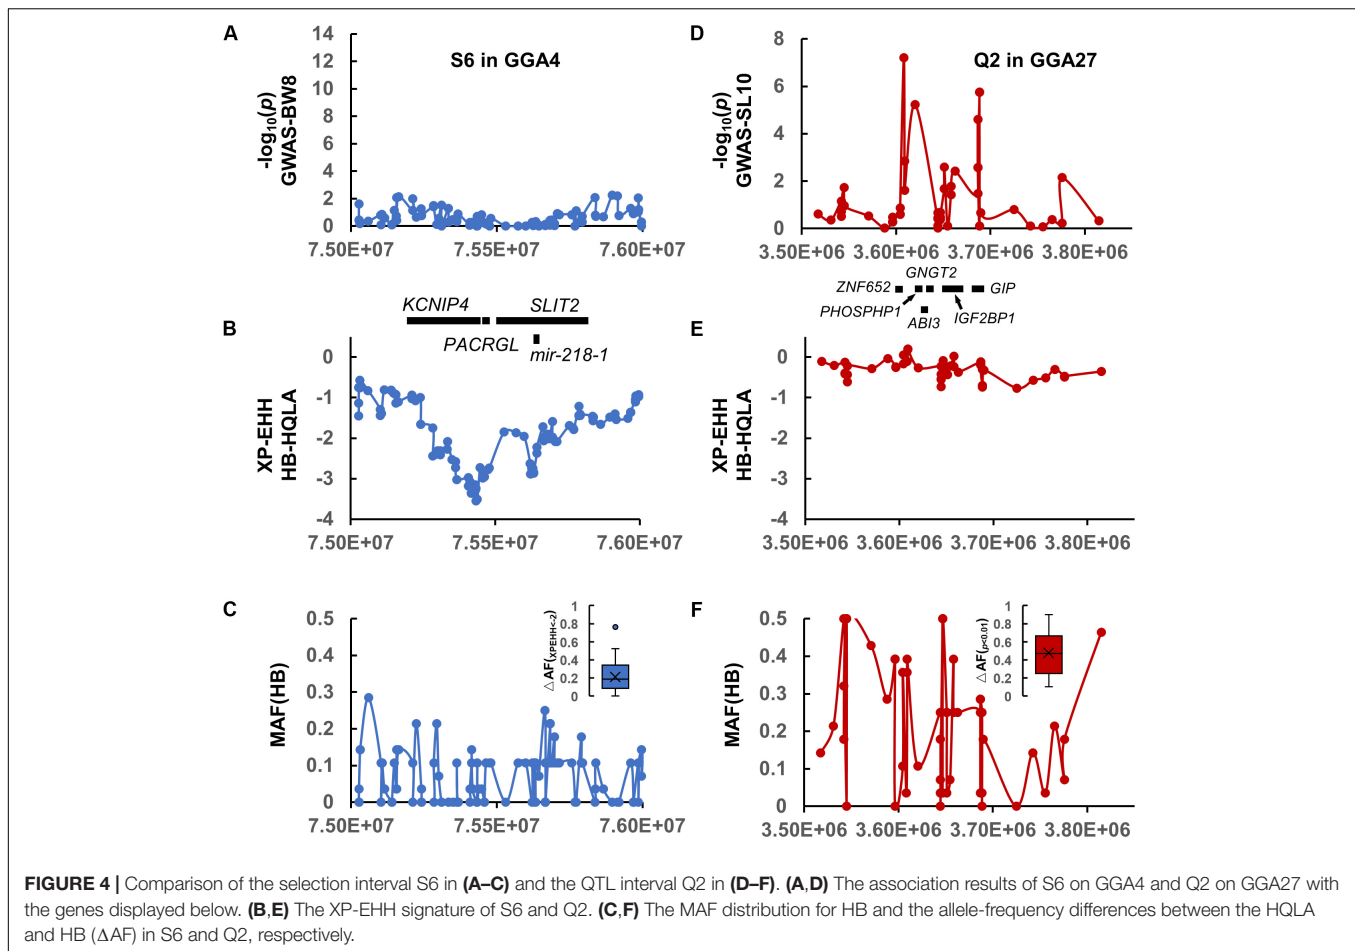 A
S6 in GGA4
-log10(p)
GWAS-BW8
14
12
10
8
6
4
2
0
7.50E+07
7.55E+07
7.60E+07
D
Q2 in GGA27
-log10(p)
GWAS-SL10
8
6
4
2
0
3.50E+06
3.60E+06
3.70E+06
3.80E+06
KCNIP4
SLIT2
PACRGL
mir-218-1
GNGT2
ZNF652
GIP
PHOSPHP1
ABI3
IGF2BP1
B
XP-EHH
HB-HQLA
0
-1
-2
-3
-4
7.50E+07
7.55E+07
7.60E+07
E
XP-EHH
HB-HQLA
0
-1
-2
-3
-4
3.50E+06
3.60E+06
3.70E+06
3.80E+06
C
MAF(HB)
0.5
0.4
0.3
0.2
0.1
0
7.50E+07
7.55E+07
7.60E+07
△AF(XPEHH<-2)
1
0.8
0.6
0.4
0.2
0
F
MAF(HB)
0.5
0.4
0.3
0.2
0.1
0
3.50E+06
3.60E+06
3.70E+06
3.80E+06
△AF(p<0.01)
1
0.8
0.6
0.4
0.2
0
FIGURE 4 | Comparison of the selection interval S6 in (A–C) and the QTL interval Q2 in (D–F). (A,D) The association results of S6 on GGA4 and Q2 on GGA27 with
the genes displayed below. (B,E) The XP-EHH signature of S6 and Q2. (C,F) The MAF distribution for HB and the allele-frequency differences between the HQLA
and HB (ΔAF) in S6 and Q2, respectively.